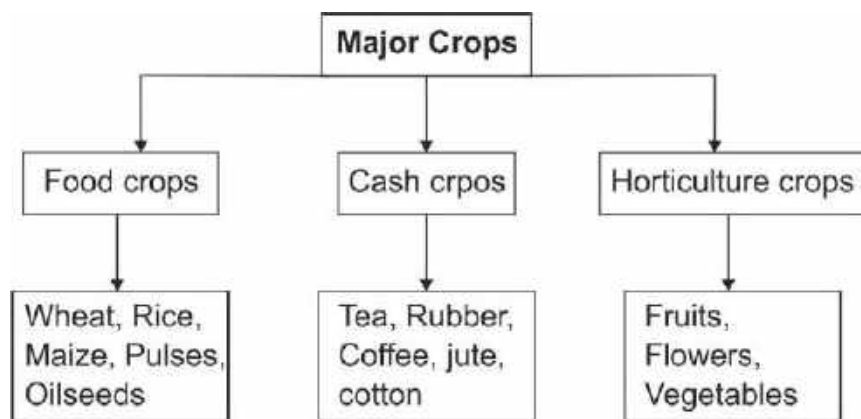 Major Crops
Food crops
Cash crpos
Horticulture crops
Wheat, Rice,
Maize, Pulses,
Oilseeds
Tea, Rubber,
Coffee, jute,
cotton
Fruits,
Flowers,
Vegetables